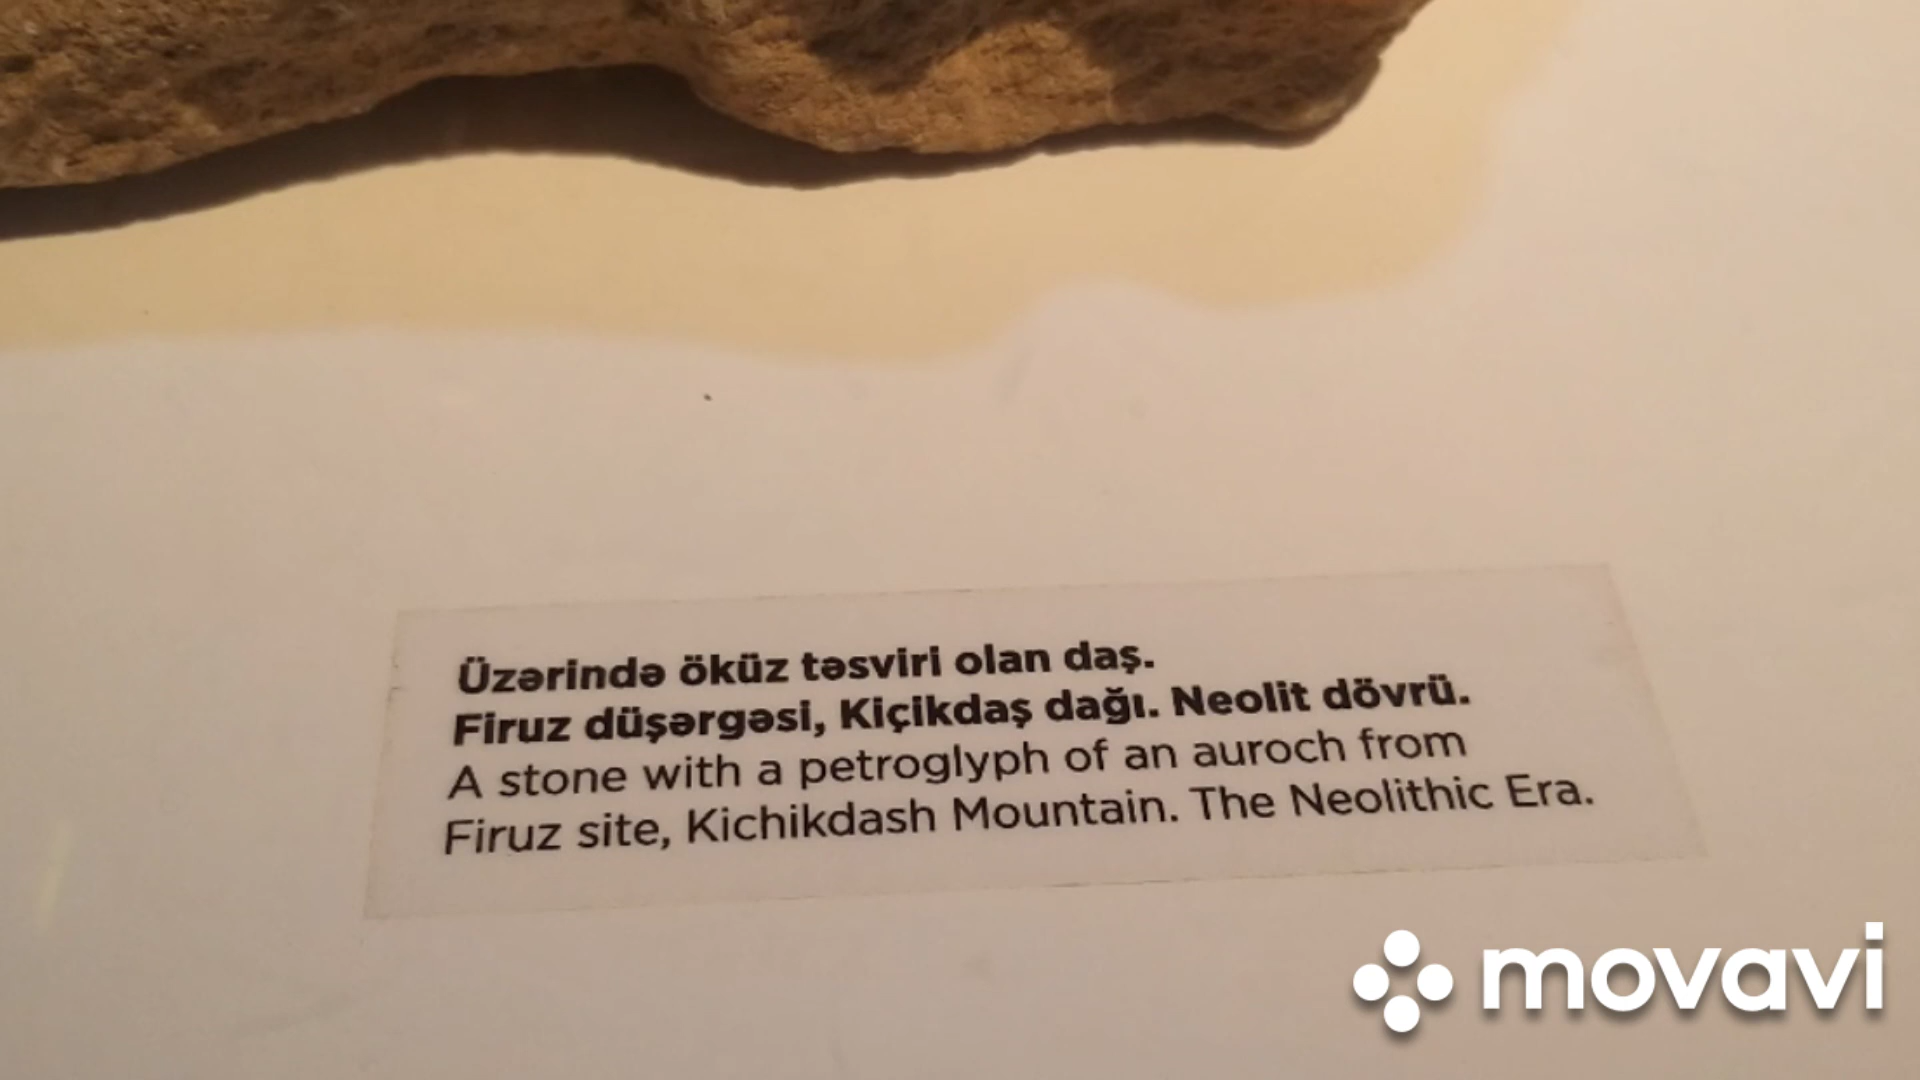 Üzərində öküz təsviri olan daş.
Firuz düşərgəsi, Kiçikdaş dağı. Neolit dövrü.
A stone with a petroglyph of an auroch from
Firuz site, Kichikdash Mountain. The Neolithic Era.
movavi